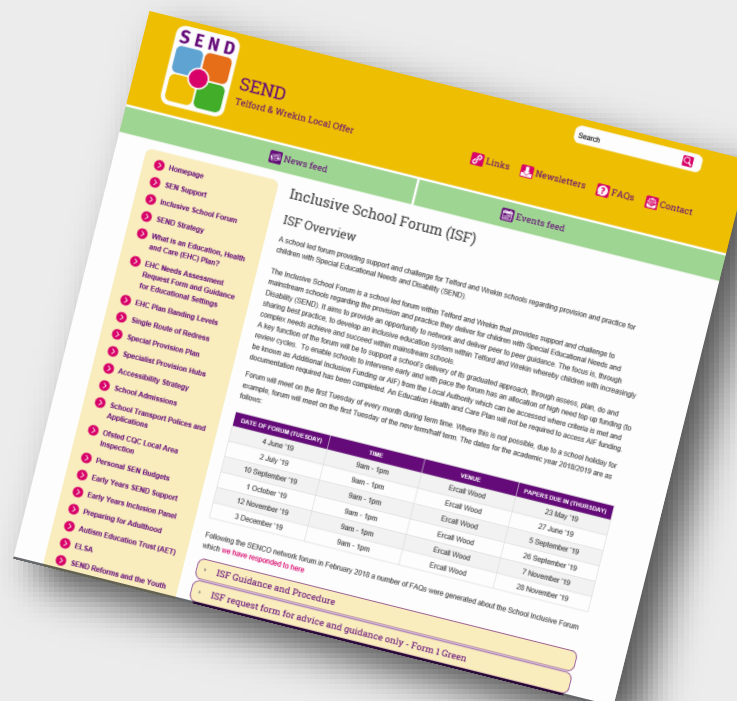 SEND
SEND
Telford & Wrekin Local Offer
Search
Links
Newsletters
FAQs
Contact
News feed
Events feed
Homepage
SEN Support
Inclusive School Forum
SEND Strategy
What is an Education, Health
and Care (EHC) Plan?
EHC Needs Assessment
Request Form and Guidance
for Educational Settings
EHC Plan Banding Levels
Single Route of Redress
Special Provision Plan
Specialist Provision Hubs
Accessibility Strategy
School Admissions
School Transport Polices and
Applications
Ofsted CQC Local Area
Inspection
Personal SEN Budgets
Early Years SEND Support
Early Years Inclusion Panel
Preparing for Adulthood
Autism Education Trust (AET)
ELSA
SEND Reforms and the Youth
Inclusive School Forum (ISF)
ISF Overview
A school led forum providing support and challenge for Telford and Wrekin schools regarding provision and practice for
children with Special Educational Needs and Disability (SEND)
The Inclusive School Forum is a school led forum within Telford and Wrekin that provides support and challenge to
mainstream schools regarding the provision and practice they deliver for children with Special Educational Needs and
Disability (SEND). It aims to provide an opportunity to network and deliver peer to peer guidance. The focus is, through
sharing best practice, to develop an inclusive education system within Telford and Wrekin whereby children with increasingly
complex needs achieve and succeed within mainstream schools.
A key function of the forum will be to support a school's delivery of its graduated approach, through assess, plan, do and
review cycles. To enable schools to intervene early and with pace the forum has an allocation of high need top up funding (to
be known as Additional Inclusion Funding or AIF) from the Local Authority which can be accessed where criteria is met and
documentation required has been completed. An Education Health and Care Plan will not be required to access AIF funding.
Forum will meet on the first Tuesday of every month during term time. Where this is not possible, due to a school holiday for
example, forum will meet on the first Tuesday of the new term/half term. The dates for the academic year 2018/2019 are as
follows:
DATE OF FORUM (TUESDAY) TIME VENUE PAPERS DUE IN (THURSDAY)
4 June '19 9am - 1pm Ercall Wood 23 May '19
2 July '19 9am - 1pm Ercall Wood 27 June '19
10 September '19 9am - 1pm Ercall Wood 5 September '19
1 October '19 9am - 1pm Ercall Wood 26 September '19
12 November '19 9am - 1pm Ercall Wood 7 November '19
3 December '19 9am - 1pm Ercall Wood 28 November '19
Following the SENCO network forum in February 2018 a number of FAQs were generated about the School Inclusive Forum
which we have responded to here
ISF Guidance and Procedure
ISF request form for advice and guidance only - Form 1 Green